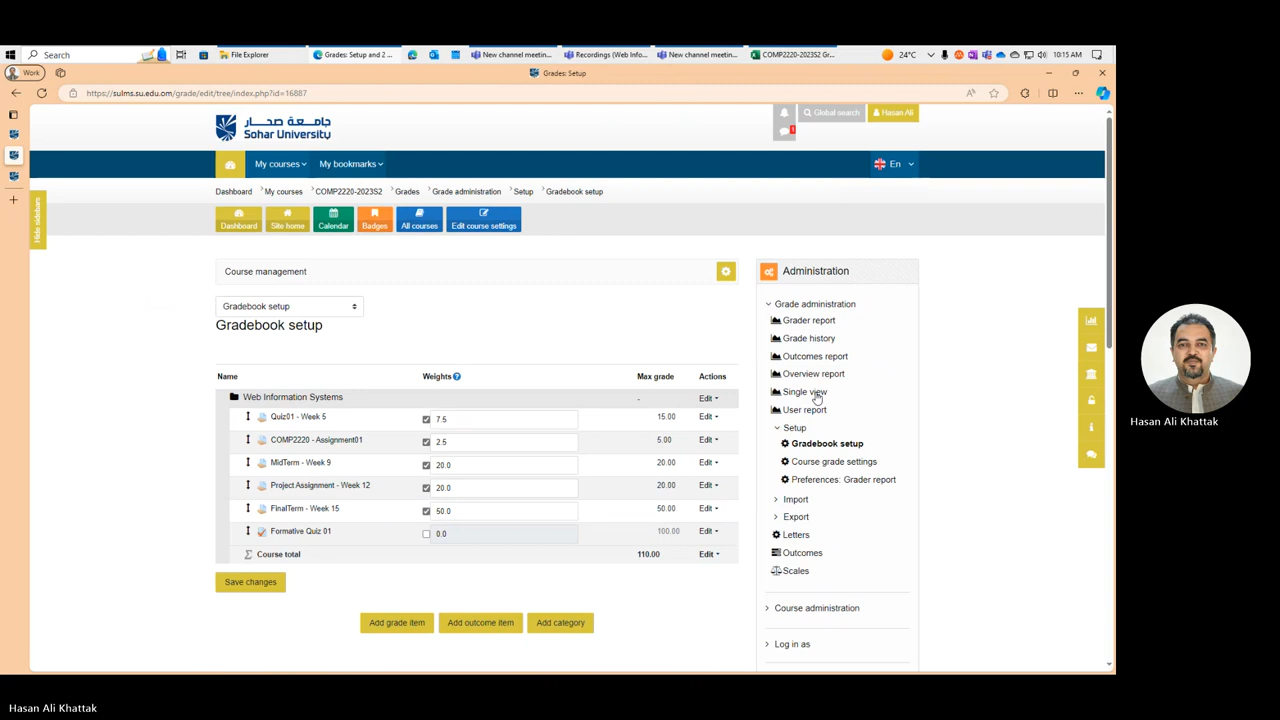 Search
File Explorer
Grades: Setup and 2 ...
New channel meetin...
Recordings (Web Info...
New channel meetin...
COMP2220-2023S2 Gr...
24°C
10:15 AM
Work
Grades: Setup
https://sulms.su.edu.om/grade/edit/tree/index.php?id=16887
جامعة صحار
Sohar University
Global search
Hasan Ali
1
My courses
My bookmarks
En
Dashboard
My courses
COMP2220-2023S2
Grades
Grade administration
Setup
Gradebook setup
Hide sidebars
Dashboard
Site home
Calendar
Badges
All courses
Edit course settings
Course management
Gradebook setup
Gradebook setup
Name Weights Max grade Actions
Web Information Systems - Edit
Quiz01 - Week 5 7.5 15.00 Edit
COMP2220 - Assignment01 2.5 5.00 Edit
MidTerm - Week 9 20.0 20.00 Edit
Project Assignment - Week 12 20.0 20.00 Edit
FinalTerm - Week 15 50.0 50.00 Edit
Formative Quiz 01 0.0 100.00 Edit
Course total 110.00 Edit
Save changes
Add grade item
Add outcome item
Add category
Administration
Grade administration
Grader report
Grade history
Outcomes report
Overview report
Single view
User report
Setup
Gradebook setup
Course grade settings
Preferences: Grader report
Import
Export
Letters
Outcomes
Scales
Course administration
Log in as
Hasan Ali Khattak
Hasan Ali Khattak